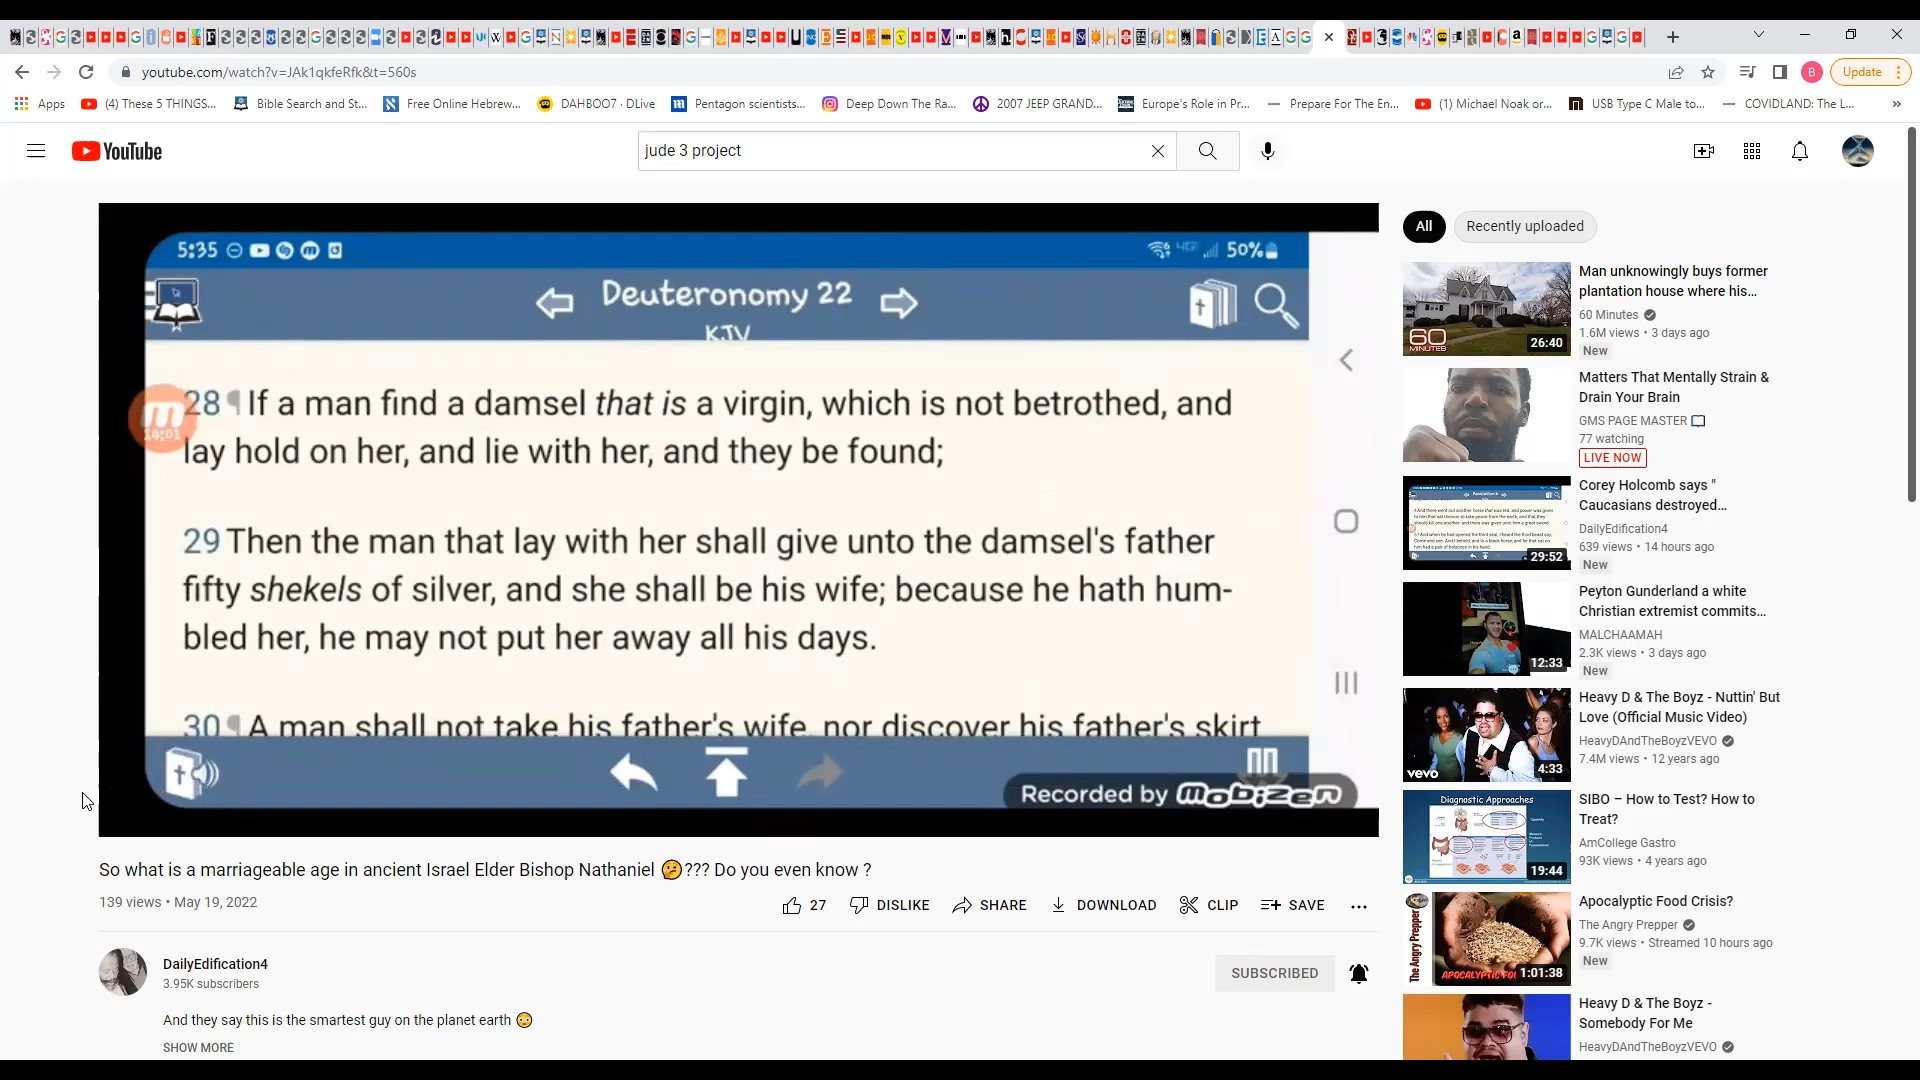 youtube.com/watch?v=JAk1qkfeRfk&t=560s
Update
Apps
(4) These 5 THINGS...
Bible Search and St...
Free Online Hebrew...
DAHBOO7 · DLive
Pentagon scientists...
Deep Down The Ra...
2007 JEEP GRAND...
Europe's Role in Pr...
Prepare For The En...
(1) Michael Noak or...
USB Type C Male to...
COVIDLAND: The L...
YouTube
jude 3 project
5:35
50%
Deuteronomy 22
KJV
28 ¶ If a man find a damsel that is a virgin, which is not betrothed, and
lay hold on her, and lie with her, and they be found;
29 Then the man that lay with her shall give unto the damsel's father
fifty shekels of silver, and she shall be his wife; because he hath hum-
bled her, he may not put her away all his days.
30 ¶ A man shall not take his father's wife, nor discover his father's skirt
Recorded by Mobizen
So what is a marriageable age in ancient Israel Elder Bishop Nathaniel 🤔??? Do you even know ?
139 views • May 19, 2022
27
DISLIKE
SHARE
DOWNLOAD
CLIP
SAVE
DailyEdification4
3.95K subscribers
SUBSCRIBED
And they say this is the smartest guy on the planet earth 😳
SHOW MORE
All
Recently uploaded
60 MINUTES
26:40
Man unknowingly buys former
plantation house where his...
60 Minutes
1.6M views • 3 days ago
New
Matters That Mentally Strain &
Drain Your Brain
GMS PAGE MASTER
77 watching
LIVE NOW
29:52
Corey Holcomb says "
Caucasians destroyed...
DailyEdification4
639 views • 14 hours ago
New
12:33
Peyton Gunderland a white
Christian extremist commits...
MALCHAAMAH
2.3K views • 3 days ago
New
vevo
4:33
Heavy D & The Boyz - Nuttin' But
Love (Official Music Video)
HeavyDAndTheBoyzVEVO
7.4M views • 12 years ago
Diagnostic Approaches
19:44
SIBO – How to Test? How to
Treat?
AmCollege Gastro
93K views • 4 years ago
The Angry Prepper
1:01:38
Apocalyptic Food Crisis?
The Angry Prepper
9.7K views • Streamed 10 hours ago
New
Heavy D & The Boyz -
Somebody For Me
HeavyDAndTheBoyzVEVO